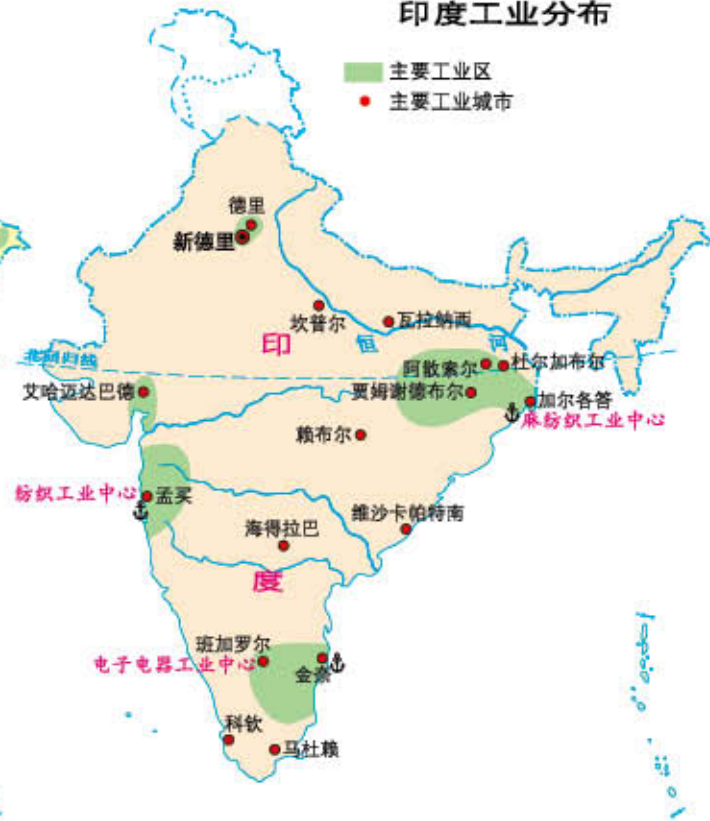 印度工业分布
主要工业区
主要工业城市
德里
新德里
坎普尔
瓦拉纳西
印
恒
河
北回归线
阿散索尔
杜尔加布尔
艾哈迈达巴德
贾姆谢德布尔
加尔各答
麻纺织工业中心
赖布尔
纺织工业中心
孟买
维沙卡帕特南
海得拉巴
度
班加罗尔
电子电器工业中心
金奈
科钦
马杜赖